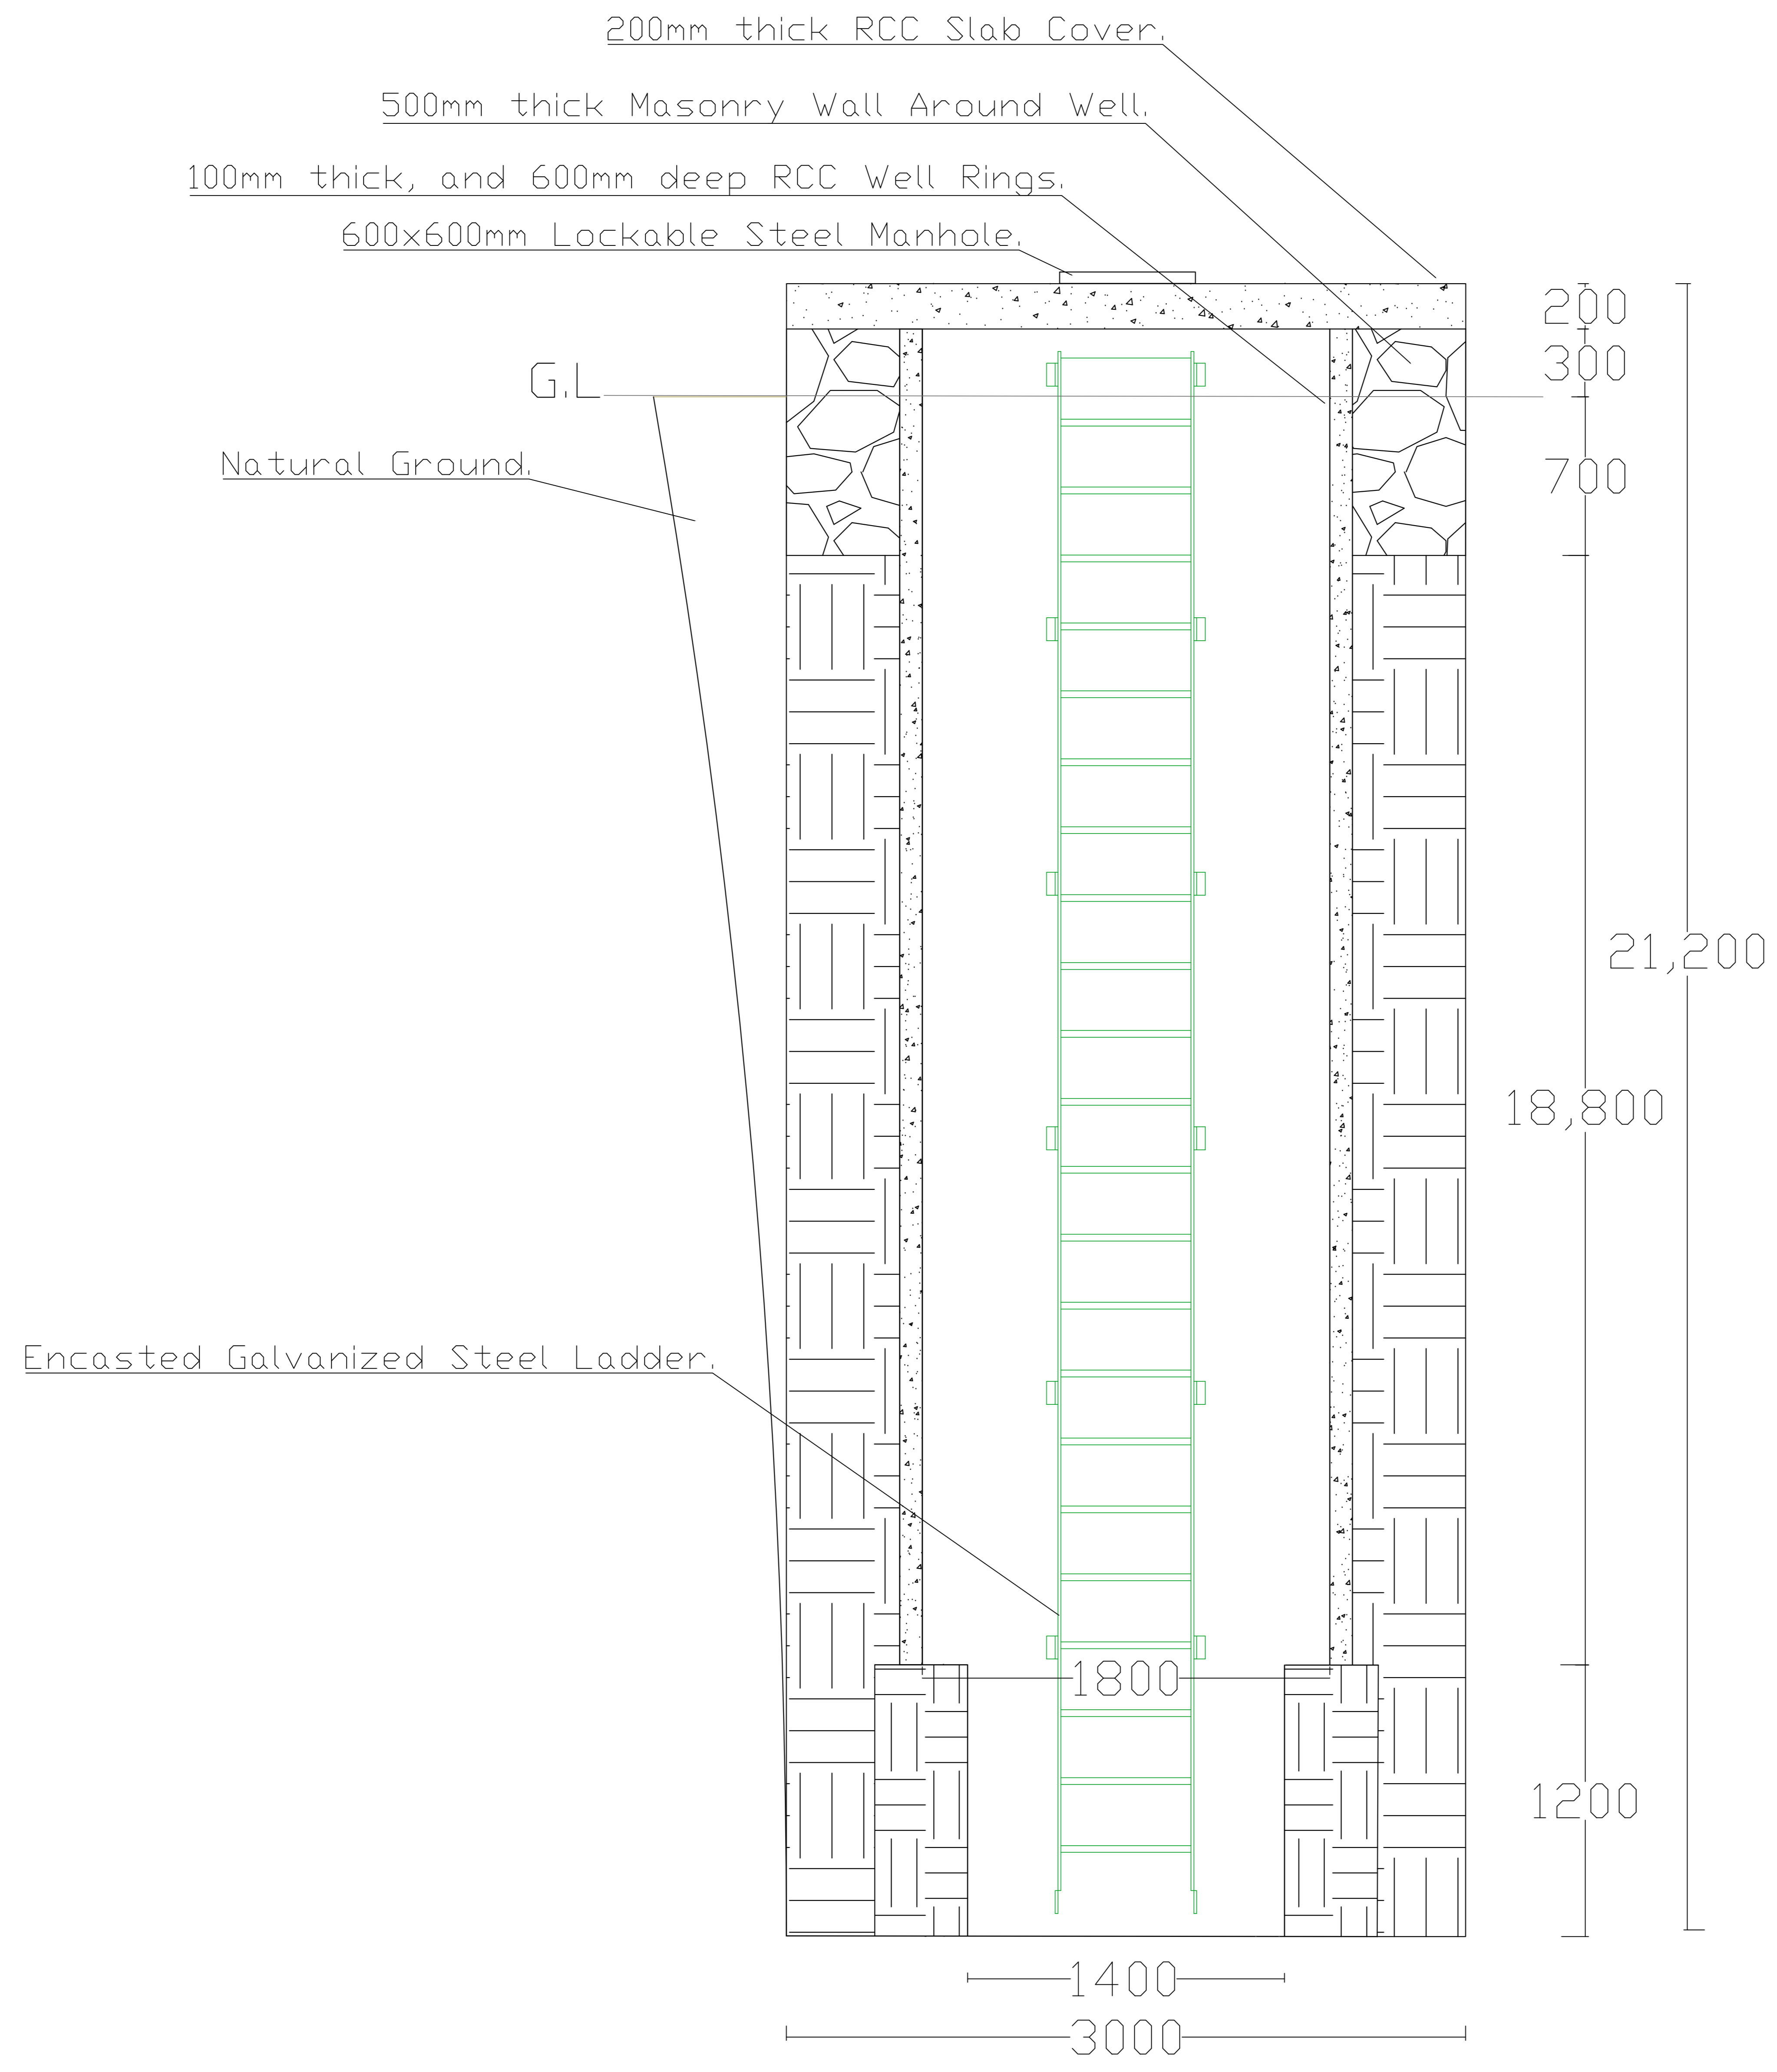 200mm thick RCC Slab Cover.
500mm thick Masonry Wall Around Well.
100mm thick, and 600mm deep RCC Well Rings.
600x600mm Lockable Steel Manhole.
200
300
G.L
700
Natural Ground.
21,200
18,800
Encasted Galvanized Steel Ladder.
1800
1200
1400
3000